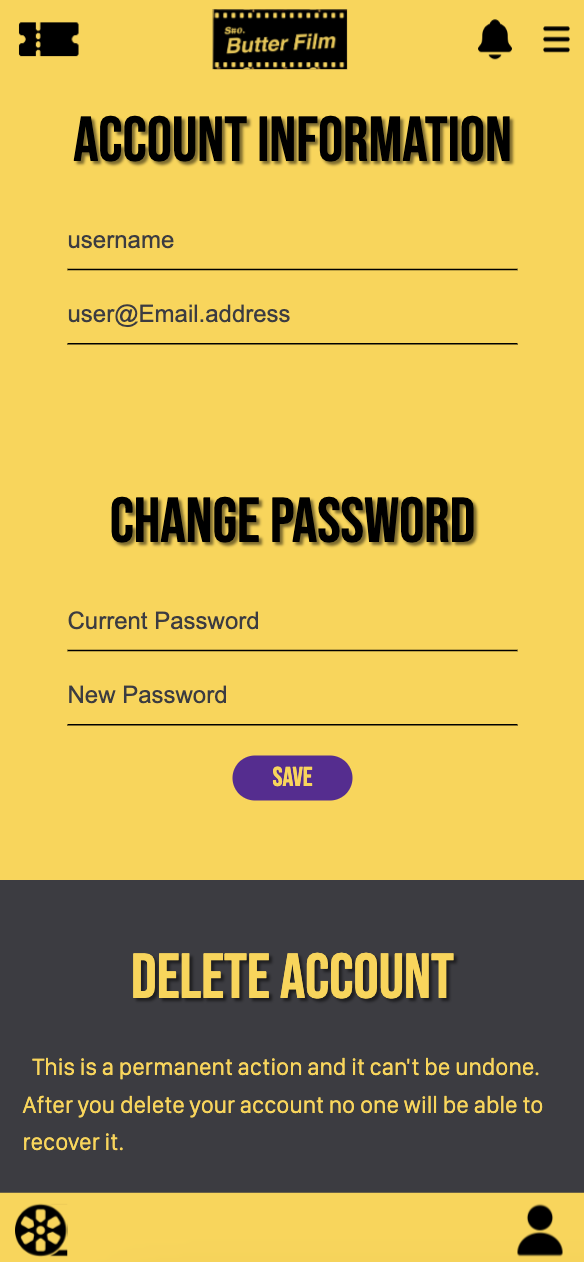 Sno.
Butter Film
ACCOUNT INFORMATION
username
user@Email.address
CHANGE PASSWORD
Current Password
New Password
SAVE
DELETE ACCOUNT
This is a permanent action and it can't be undone.
After you delete your account no one will be able to
recover it.